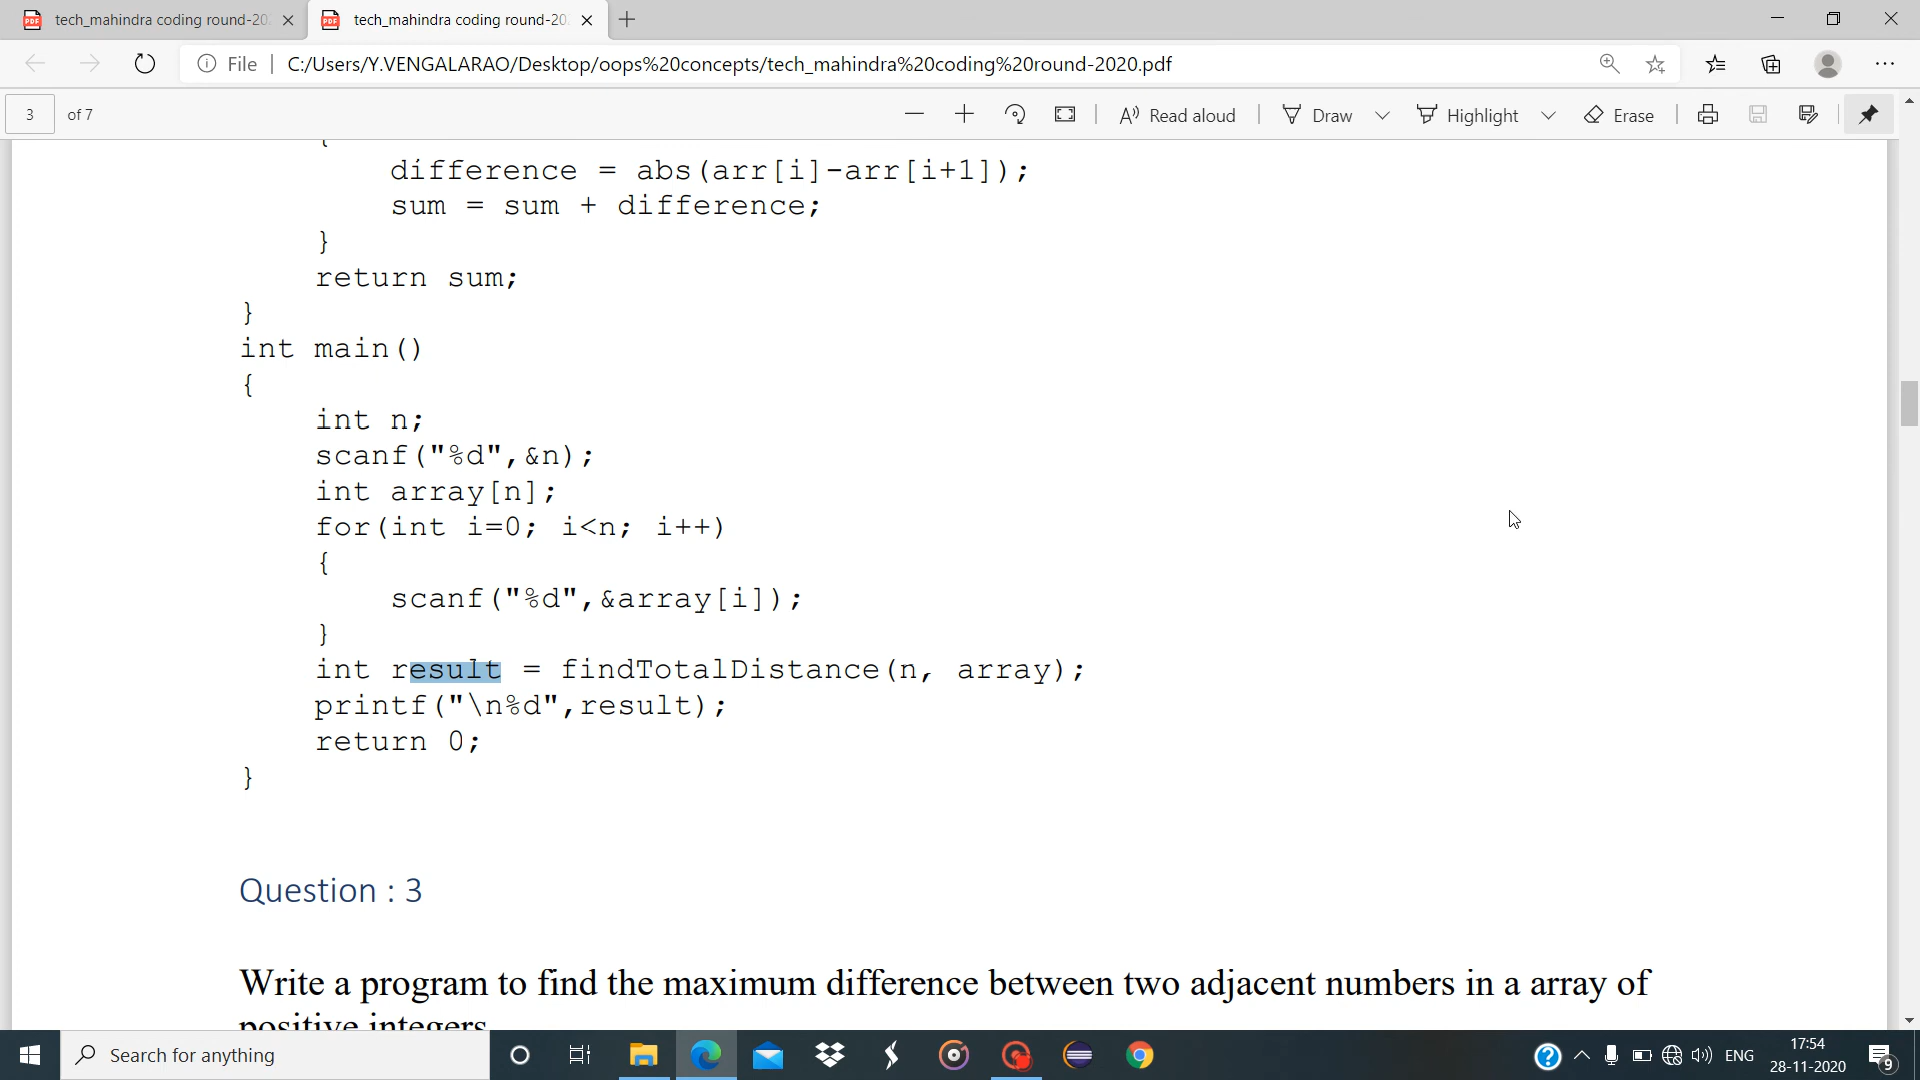 tech_mahindra coding round-20
tech_mahindra coding round-20
File
C:/Users/Y.VENGALARAO/Desktop/oops%20concepts/tech_mahindra%20coding%20round-2020.pdf
3 of 7
Read aloud
Draw
Highlight
Erase
{
difference = abs(arr[i]-arr[i+1]);
sum = sum + difference;
}
return sum;
}
int main()
{
int n;
scanf("%d",&n);
int array[n];
for(int i=0; i<n; i++)
{
scanf("%d",&array[i]);
}
int result = findTotalDistance(n, array);
printf("\n%d",result);
return 0;
}
Question : 3
Write a program to find the maximum difference between two adjacent numbers in a array of
positive integers
Search for anything
ENG
17:54
28-11-2020
9